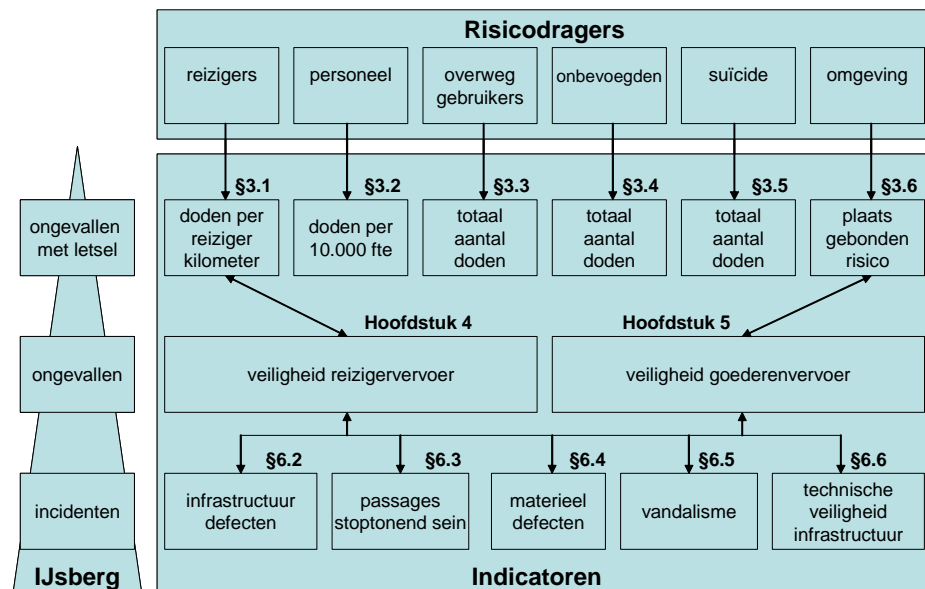 Risicodragers
reizigers
personeel
overweg
gebruikers
onbevoegden
suïcide
omgeving
§3.1
§3.2
§3.3
§3.4
§3.5
§3.6
ongevallen
met letsel
doden per
reiziger
kilometer
doden per
10.000 fte
totaal
aantal
doden
totaal
aantal
doden
totaal
aantal
doden
plaats
gebonden
risico
Hoofdstuk 4
Hoofdstuk 5
ongevallen
veiligheid reizigervervoer
veiligheid goederenvervoer
§6.2
§6.3
§6.4
§6.5
§6.6
incidenten
infrastructuur
defecten
passages
stoptonend sein
materieel
defecten
vandalisme
technische
veiligheid
infrastructuur
IJsberg
Indicatoren